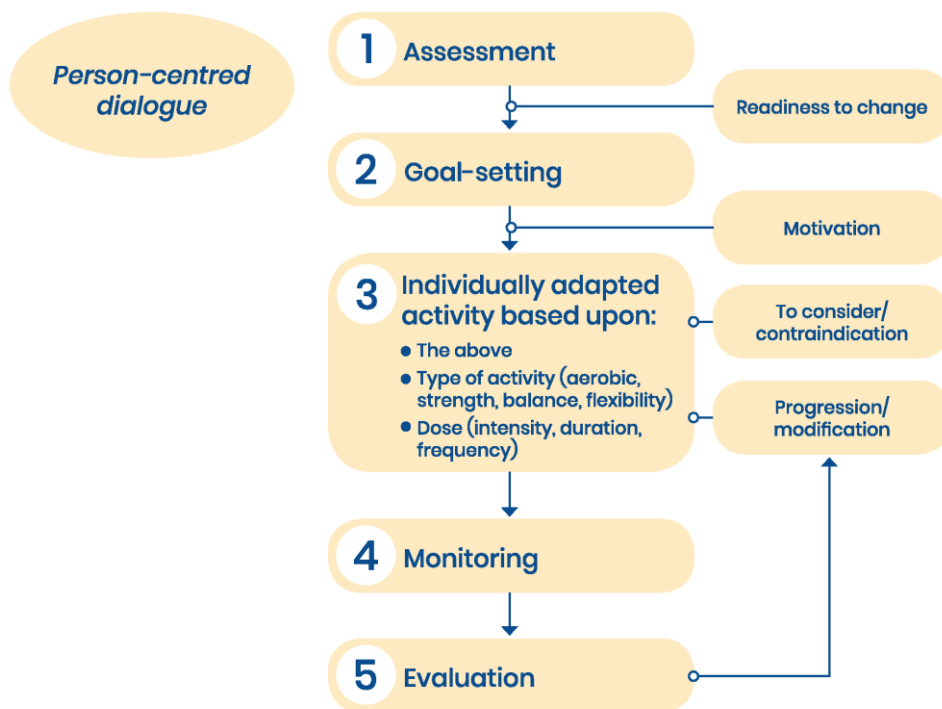 Person-centred
dialogue
1 Assessment
Readiness to change
2 Goal-setting
Motivation
3 Individually adapted
activity based upon:
• The above
• Type of activity (aerobic,
strength, balance, flexibility)
• Dose (intensity, duration,
frequency)
To consider/
contraindication
Progression/
modification
4 Monitoring
5 Evaluation